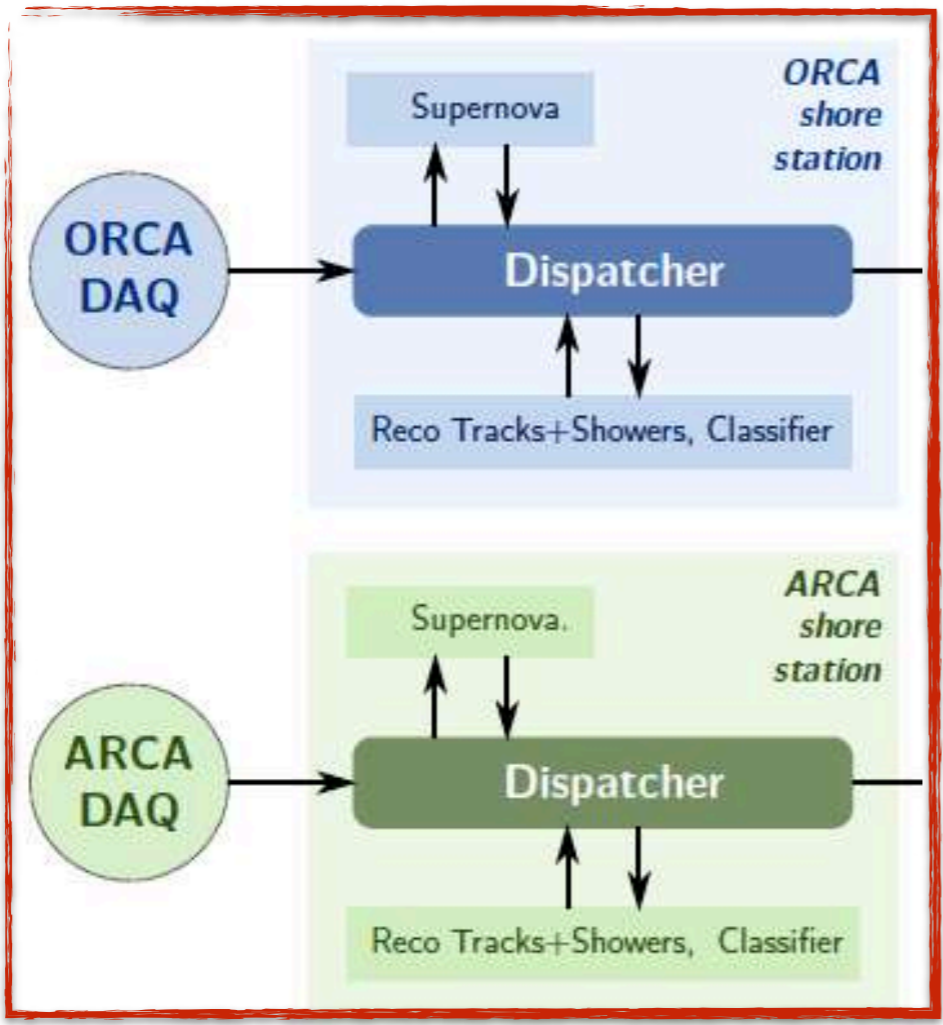 ORCA
shore
station
Supernova
ORCA
DAQ
Dispatcher
Reco Tracks+Showers, Classifier
ARCA
shore
station
Supernova.
ARCA
DAQ
Dispatcher
Reco Tracks+Showers, Classifier